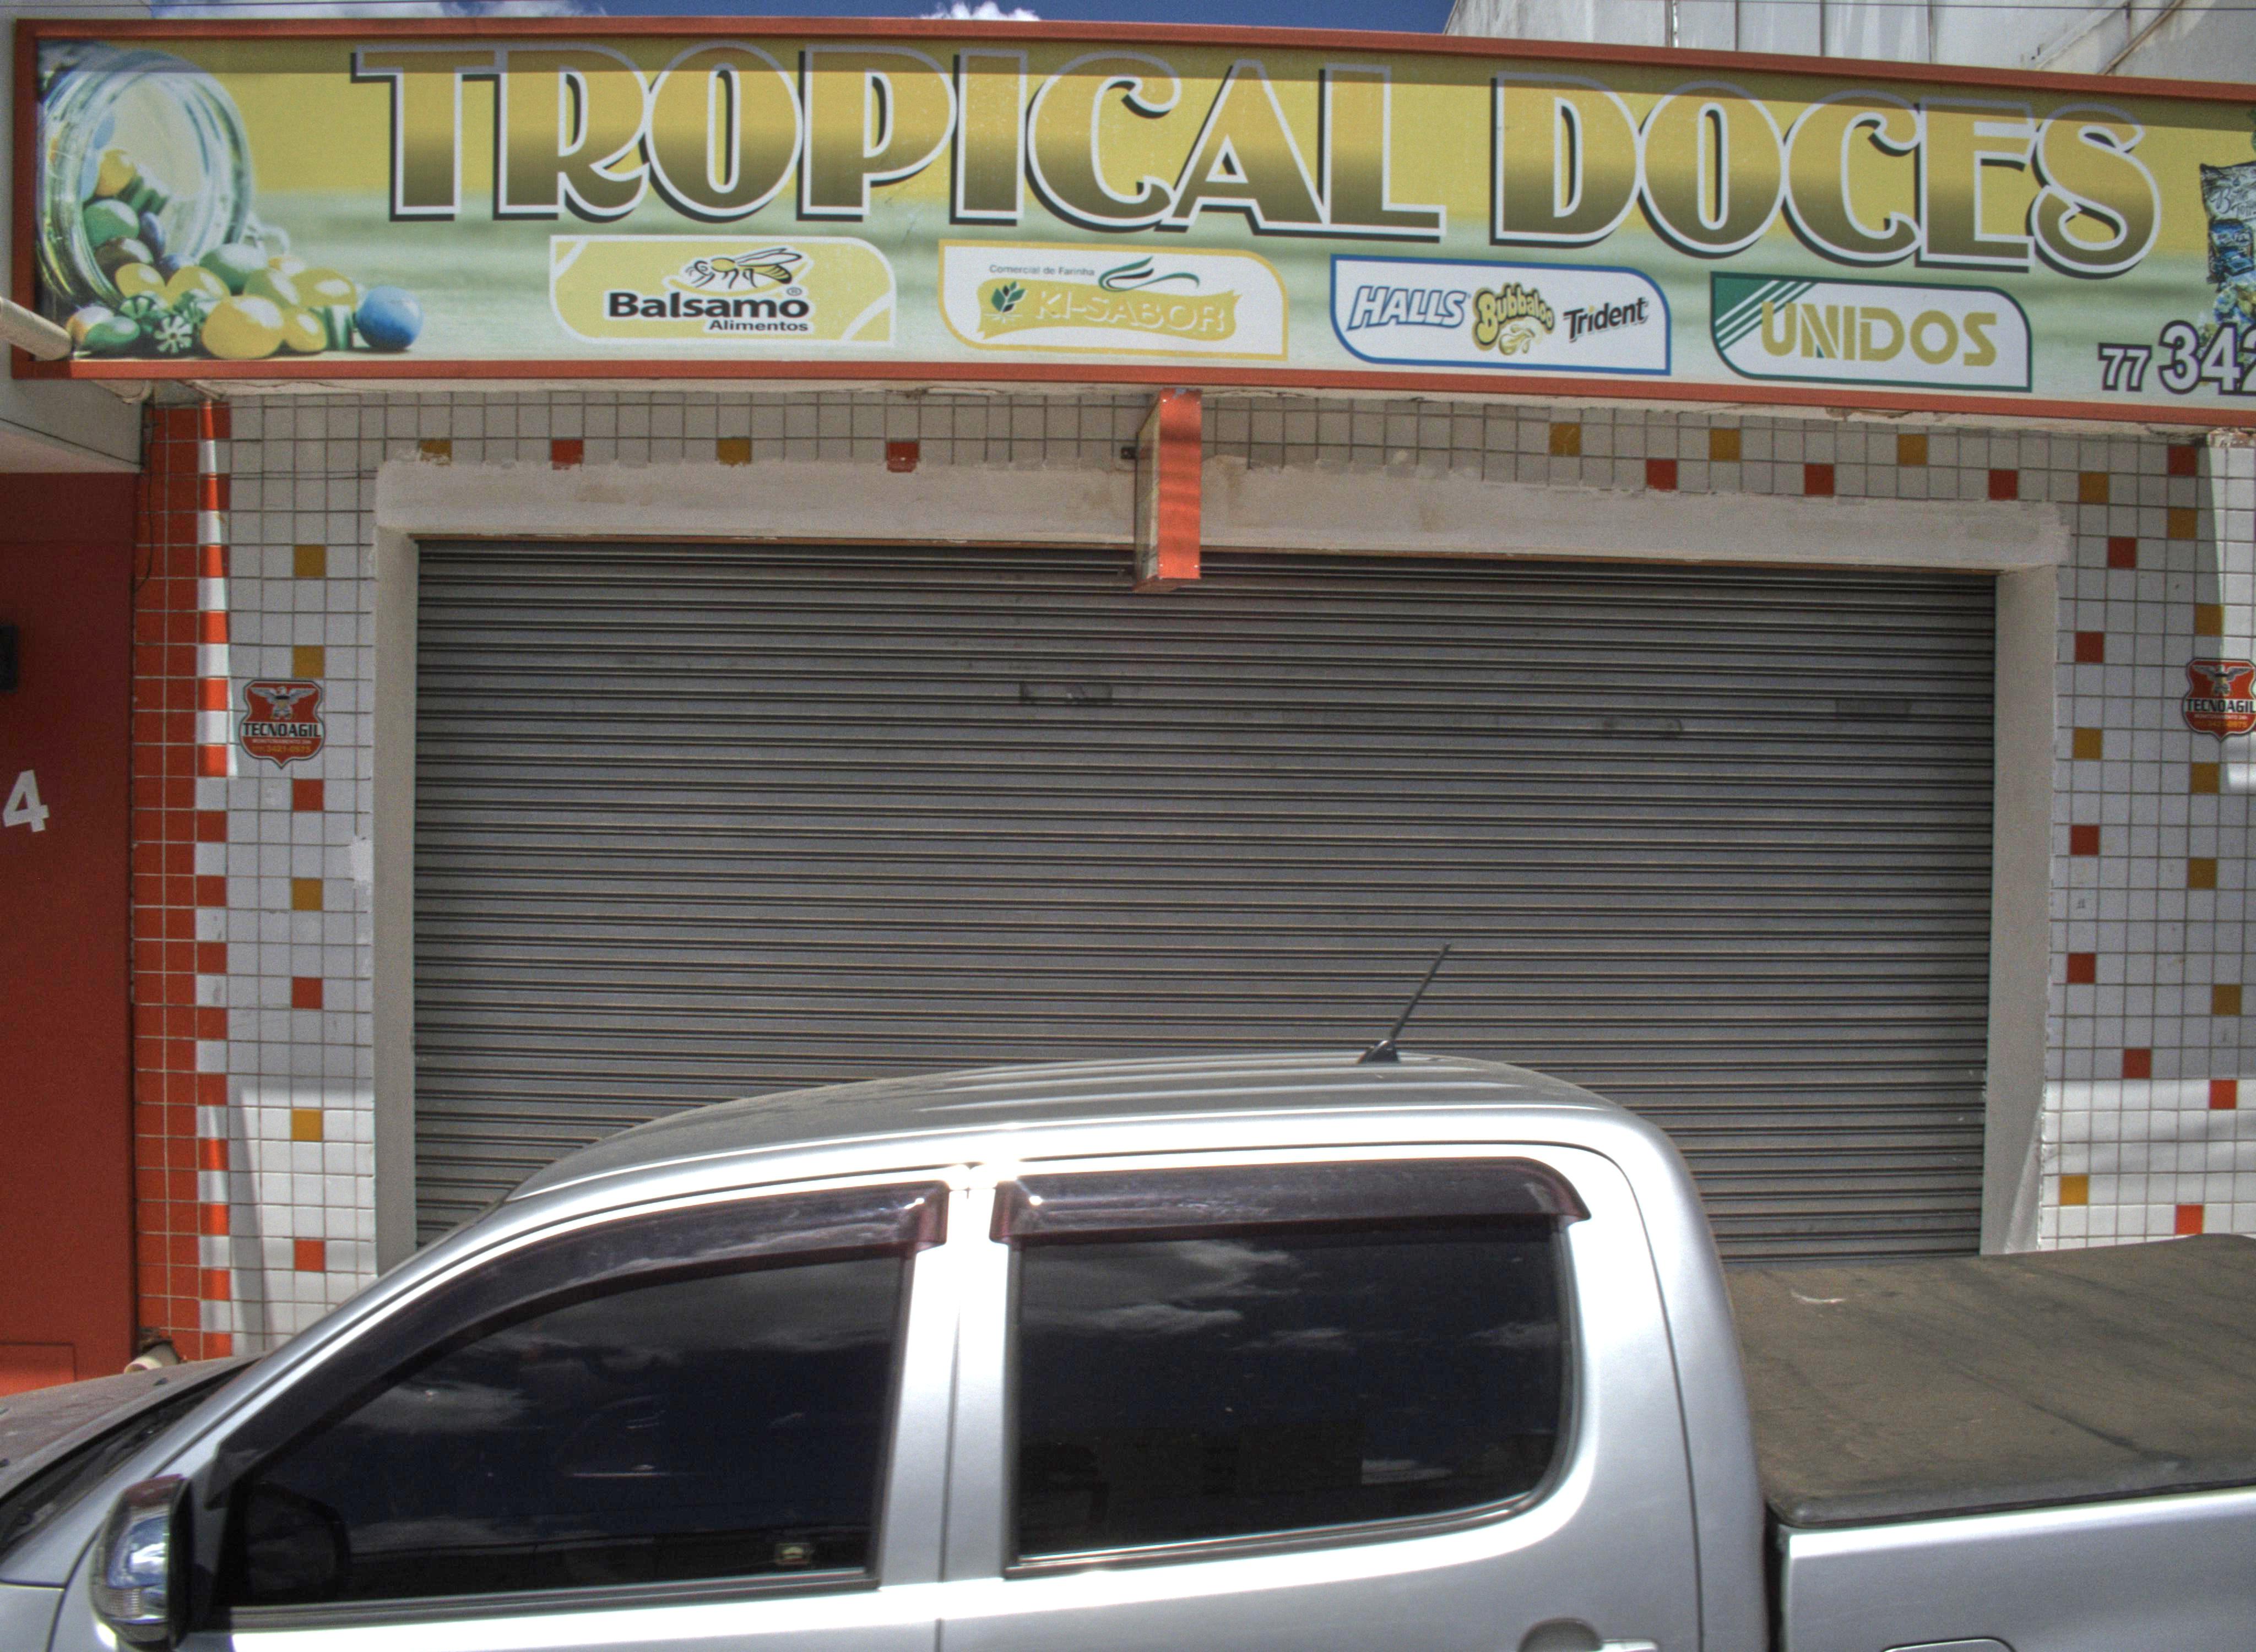 TROPICAL DOCES
Balsamo®
Alimentos
Comercial de Farinha
KI-SABOR
HALLS Bubbaloo Trident
UNIDOS
77 342
TECNOAGIL
TECNOAGIL
4